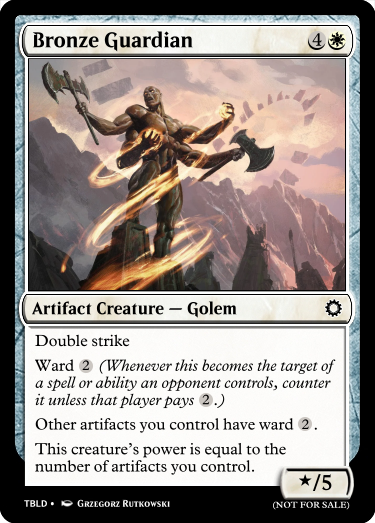 Bronze Guardian 4
Artifact Creature — Golem
Double strike
Ward 2 (Whenever this becomes the target of
a spell or ability an opponent controls, counter
it unless that player pays 2.)
Other artifacts you control have ward 2.
This creature's power is equal to the
number of artifacts you control.
★/5
TBLD • Grzegorz Rutkowski
(NOT FOR SALE)